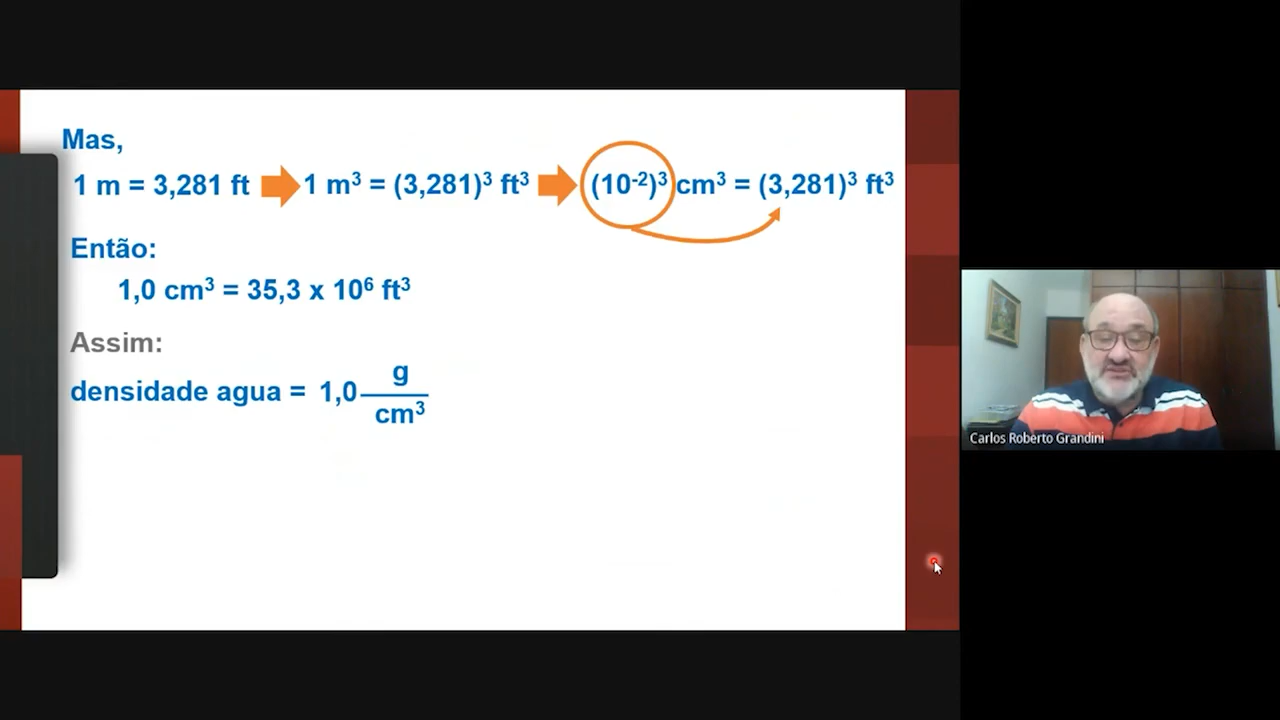 Mas,
1 m = 3,281 ft 1 m³ = (3,281)³ ft³ (10⁻²)³ cm³ = (3,281)³ ft³
Então:
1,0 cm³ = 35,3 x 10⁶ ft³
Assim:
densidade agua = 1,0 g/cm³
Carlos Roberto Grandini